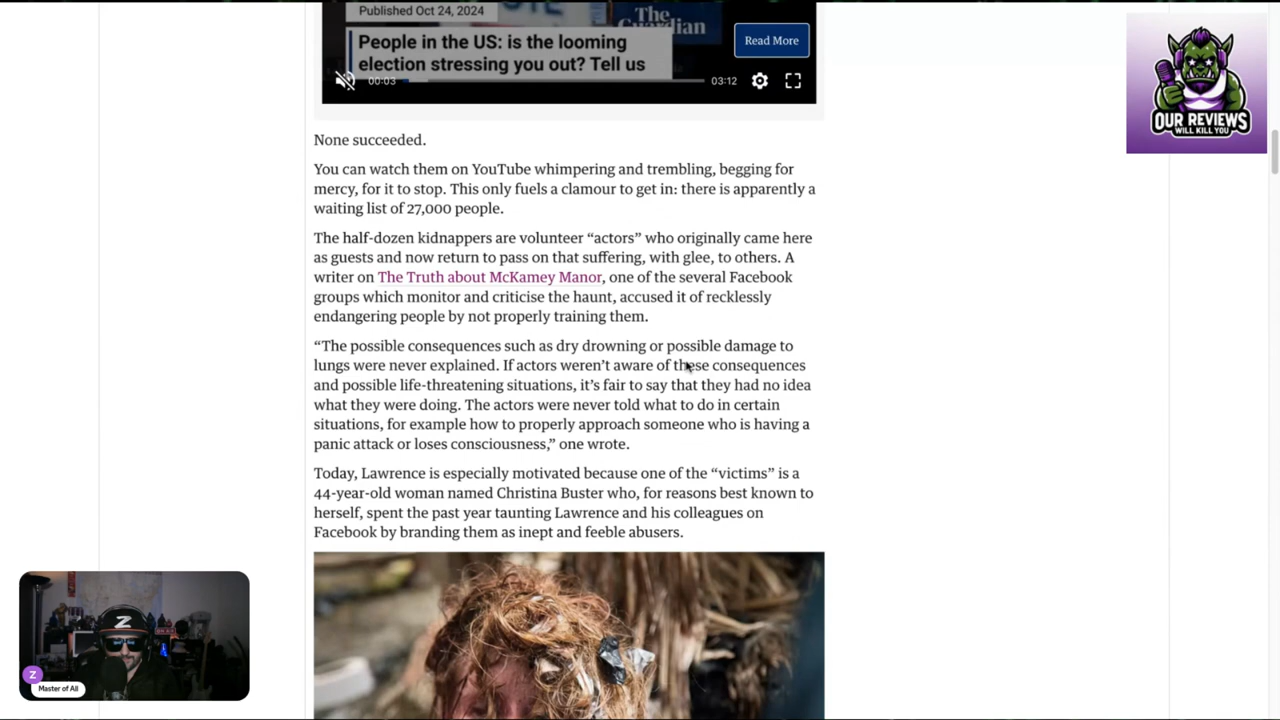 Published Oct 24, 2024
The
Guardian
People in the US: is the looming
election stressing you out? Tell us
Read More
00:03
03:12
OUR REVIEWS
WILL KILL YOU
None succeeded.
You can watch them on YouTube whimpering and trembling, begging for
mercy, for it to stop. This only fuels a clamour to get in: there is apparently a
waiting list of 27,000 people.
The half-dozen kidnappers are volunteer “actors” who originally came here
as guests and now return to pass on that suffering, with glee, to others. A
writer on The Truth about McKamey Manor, one of the several Facebook
groups which monitor and criticise the haunt, accused it of recklessly
endangering people by not properly training them.
“The possible consequences such as dry drowning or possible damage to
lungs were never explained. If actors weren’t aware of these consequences
and possible life-threatening situations, it’s fair to say that they had no idea
what they were doing. The actors were never told what to do in certain
situations, for example how to properly approach someone who is having a
panic attack or loses consciousness,” one wrote.
Today, Lawrence is especially motivated because one of the “victims” is a
44-year-old woman named Christina Buster who, for reasons best known to
herself, spent the past year taunting Lawrence and his colleagues on
Facebook by branding them as inept and feeble abusers.
Z
Z
Master of All